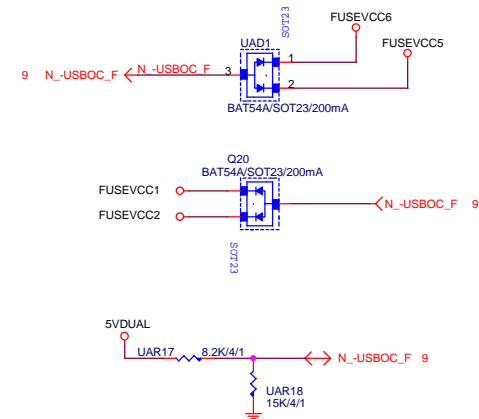 SOT23
FUSEVCC6
UAD1
FUSEVCC5
1
9 N_-USBOC_F N_-USBOC_F 3
2
BAT54A/SOT23/200mA
Q20
BAT54A/SOT23/200mA
FUSEVCC1
N_-USBOC_F 9
FUSEVCC2
SOT23
5VDUAL
UAR17 8.2K/4/1
N_-USBOC_F 9
UAR18
15K/4/1